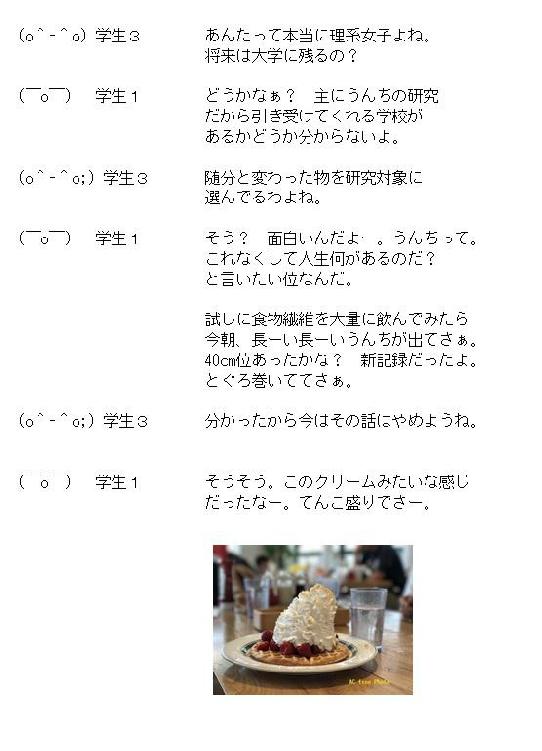 (o＾-＾o) 学生３ あんたって本当に理系女子よね。
将来は大学に残るの？
(￣o￣) 学生１ どうかなぁ？ 主にうんちの研究
だから引き受けてくれる学校が
あるかどうか分からないよ。
(o＾-＾o;) 学生３ 随分と変わった物を研究対象に
選んでるわよね。
(￣o￣) 学生１ そう？ 面白いんだよ 。うんちって。
これなくして人生何があるのだ？
と言いたい位なんだ。
試しに食物繊維を大量に飲んでみたら
今朝、長ーい長ーいうんちが出てさぁ。
40cm位あったかな？ 新記録だったよ。
とぐろ巻いててさぁ。
(o＾-＾o;) 学生３ 分かったから今はその話はやめようね。
( o ) 学生１ そうそう。このクリームみたいな感じ
だったなー。てんこ盛りでさー。
AC-free Photo